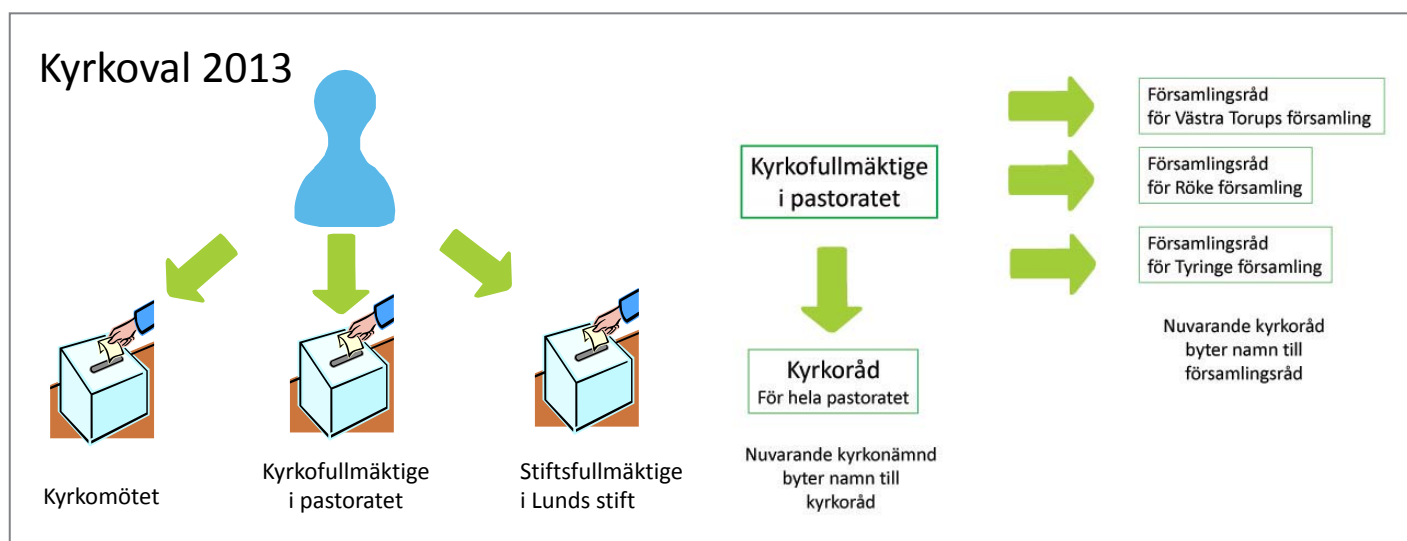 Kyrkoval 2013
Kyrkomötet
Kyrkofullmäktige
i pastoratet
Stiftsfullmäktige
i Lunds stift
Kyrkofullmäktige
i pastoratet
Kyrkoråd
För hela pastoratet
Nuvarande kyrkonämnd
byter namn till
kyrkoråd
Församlingsråd
för Västra Torups församling
Församlingsråd
för Röke församling
Församlingsråd
för Tyringe församling
Nuvarande kyrkoråd
byter namn till
församlingsråd